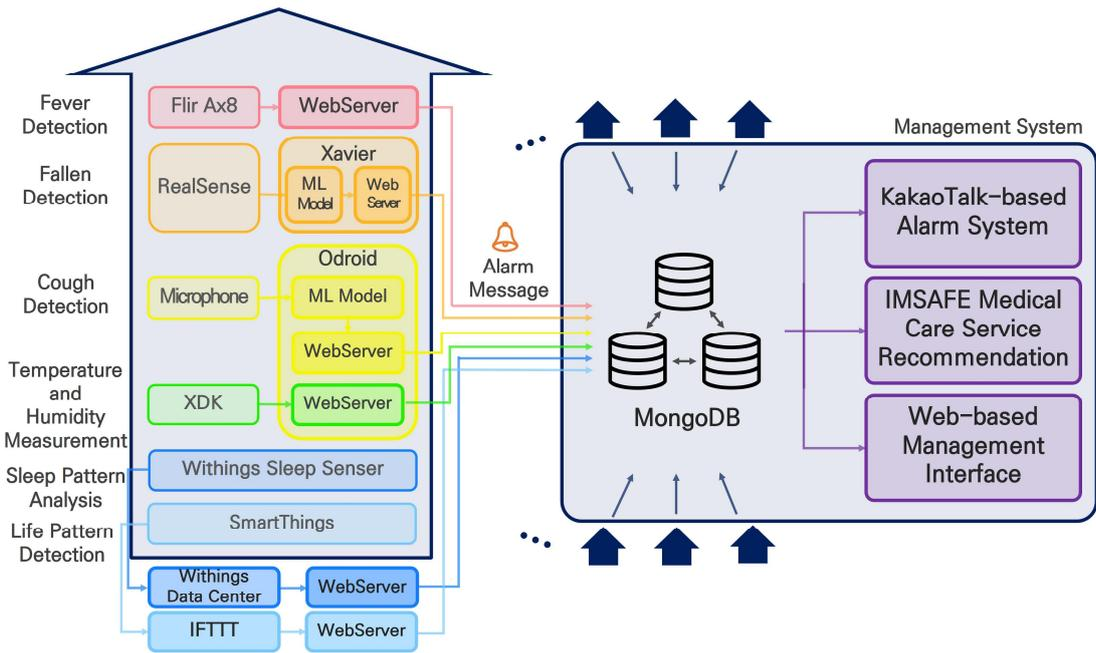 Fever
Detection
Flir Ax8
WebServer
Fallen
Detection
RealSense
Xavier
ML
Model
Web
Server
Cough
Detection
Microphone
Odroid
ML Model
WebServer
Temperature
and
Humidity
Measurement
XDK
WebServer
Sleep Pattern
Analysis
Withings Sleep Senser
Life Pattern
Detection
SmartThings
Withings
Data Center
WebServer
IFTTT
WebServer
Alarm
Message
Management System
MongoDB
KakaoTalk-based
Alarm System
IMSAFE Medical
Care Service
Recommendation
Web-based
Management
Interface